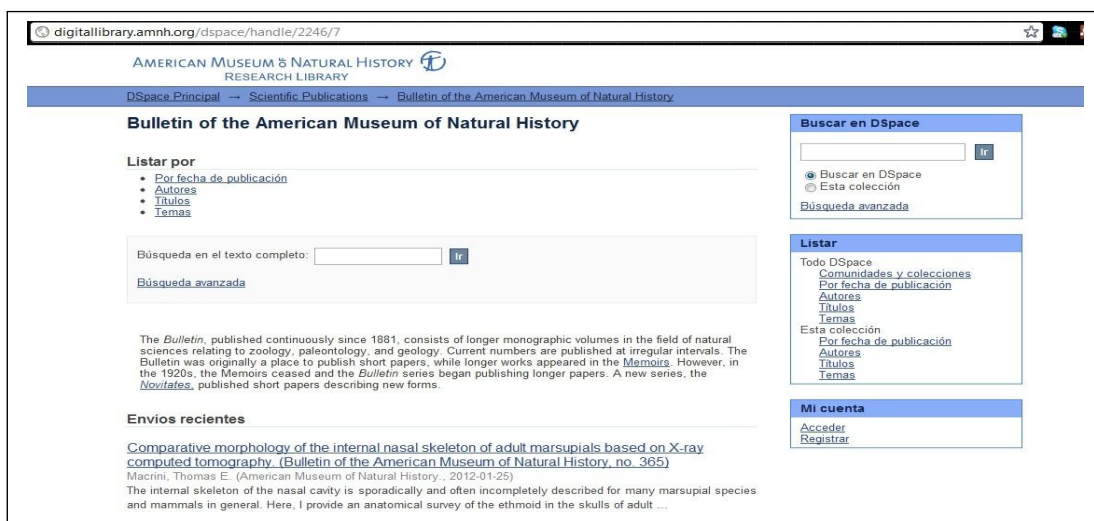 digitallibrary.amnh.org/dspace/handle/2246/7
AMERICAN MUSEUM & NATURAL HISTORY
RESEARCH LIBRARY
DSpace Principal → Scientific Publications → Bulletin of the American Museum of Natural History
Bulletin of the American Museum of Natural History
Listar por
• Por fecha de publicación
• Autores
• Títulos
• Temas
Búsqueda en el texto completo:
Ir
Búsqueda avanzada
The Bulletin, published continuously since 1881, consists of longer monographic volumes in the field of natural
sciences relating to zoology, paleontology, and geology. Current numbers are published at irregular intervals. The
Bulletin was originally a place to publish short papers, while longer works appeared in the Memoirs. However, in
the 1920s, the Memoirs ceased and the Bulletin series began publishing longer papers. A new series, the
Novitates, published short papers describing new forms.
Envíos recientes
Comparative morphology of the internal nasal skeleton of adult marsupials based on X-ray
computed tomography. (Bulletin of the American Museum of Natural History, no. 365)
Macrini, Thomas E. (American Museum of Natural History., 2012-01-25)
The internal skeleton of the nasal cavity is sporadically and often incompletely described for many marsupial species
and mammals in general. Here, I provide an anatomical survey of the ethmoid in the skulls of adult ...
Buscar en DSpace
Ir
Buscar en DSpace
Esta colección
Búsqueda avanzada
Listar
Todo DSpace
Comunidades y colecciones
Por fecha de publicación
Autores
Títulos
Temas
Esta colección
Por fecha de publicación
Autores
Títulos
Temas
Mi cuenta
Acceder
Registrar